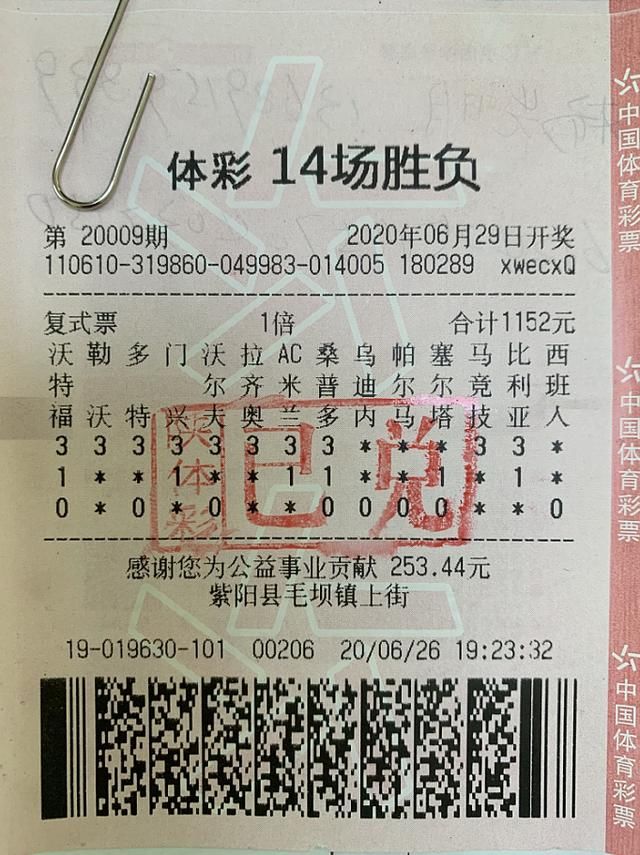 体彩 14场胜负
第 20009期 2020年06月29日开奖
110610-319860-049983-014005 180289 xwecxQ
复式票 1倍 合计1152元
沃 勒 多 门 沃 拉 AC 桑 乌 帕 塞 马 比 西
特 尔 齐 米 普 迪 尔 尔 竞 利 班
福 沃 特 兴 夫 奥 兰 多 内 马 塔 技 亚 人
3 3 3 3 3 3 3 3 * * * 3 3 *
1 * * 1 * * 1 1 * * 1 * 1 *
0 * 0 * 0 * * 0 0 0 0 * * 0
体彩
已兑
感谢您为公益事业贡献 253.44元
紫阳县毛坝镇上街
19-019630-101 00206 20/06/26 19:23:32
中国体育彩票
中国体育彩票
中国体育彩票